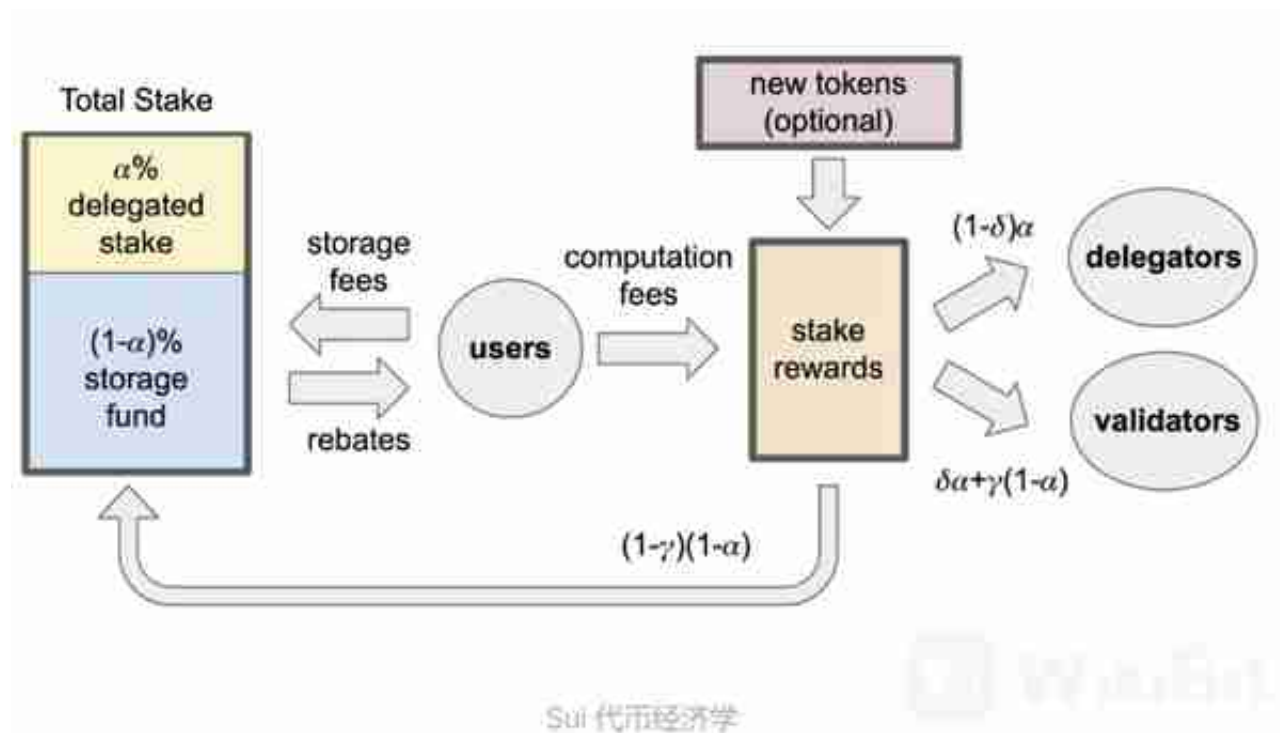 Total Stake
α%
delegated
stake
(1-α)%
storage
fund
storage
fees
rebates
users
computation
fees
new tokens
(optional)
stake
rewards
(1-δ)α
delegators
validators
δα+γ(1-α)
(1-γ)(1-α)
Sui 代币经济学